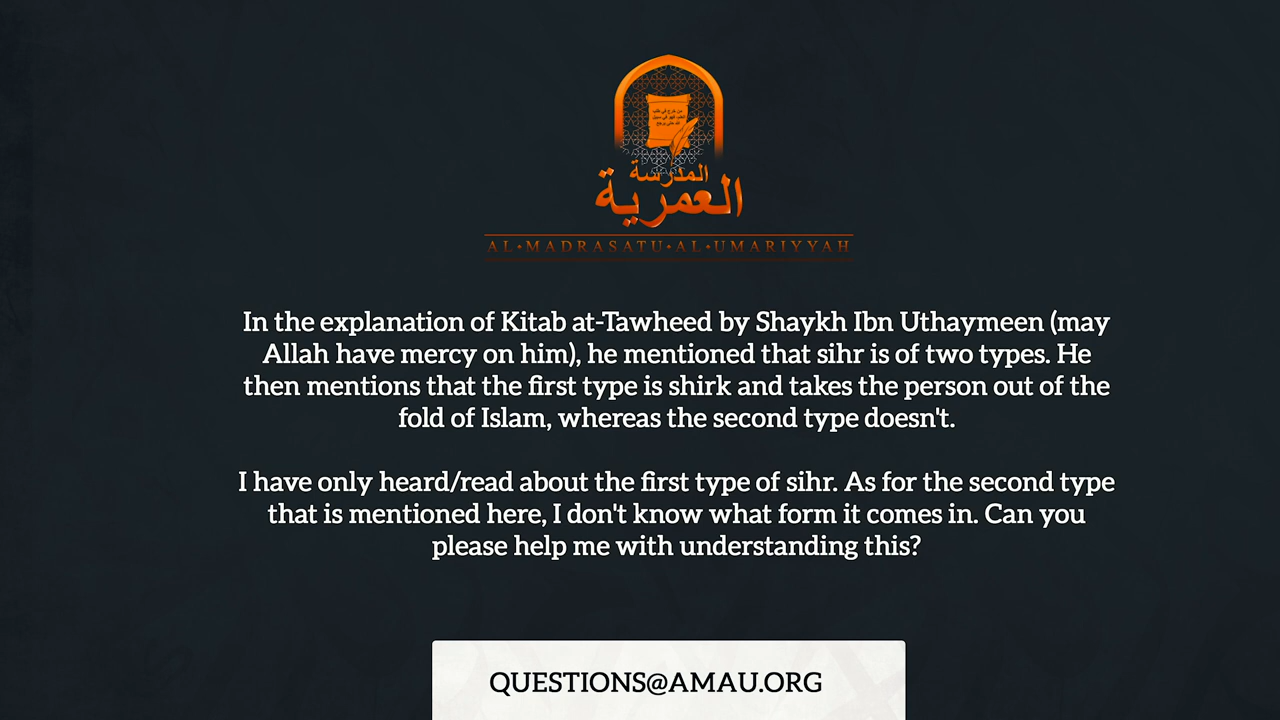 المدرسة
العمرية
AL•MADRASATU•AL•UMARIYYAH
In the explanation of Kitab at-Tawheed by Shaykh Ibn Uthaymeen (may
Allah have mercy on him), he mentioned that sihr is of two types. He
then mentions that the first type is shirk and takes the person out of the
fold of Islam, whereas the second type doesn't.
I have only heard/read about the first type of sihr. As for the second type
that is mentioned here, I don't know what form it comes in. Can you
please help me with understanding this?
QUESTIONS@AMAU.ORG